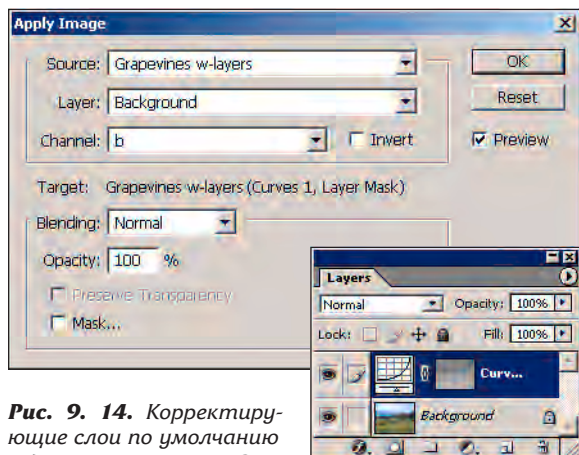 Apply Image
Source: Grapevines w-layers
OK
Layer: Background
Reset
Channel: b
Invert
Preview
Target: Grapevines w-layers (Curves 1, Layer Mask)
Blending: Normal
Opacity: 100 %
Preserve Transparency
Mask...
Layers
Normal Opacity: 100%
Lock: Fill: 100%
Curv...
Background
Рис. 9. 14. Корректиру-
ющие слои по умолчанию